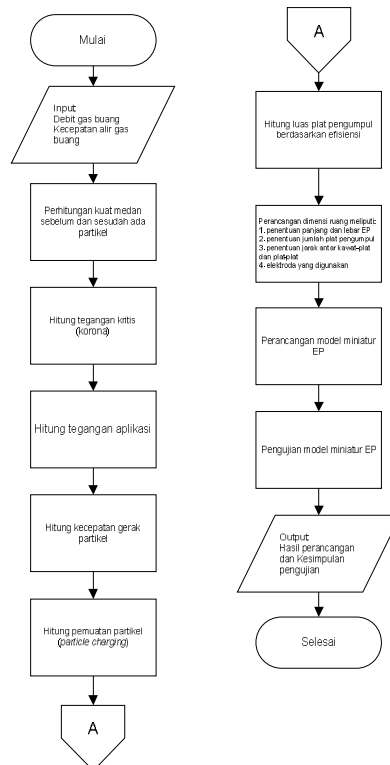 Mulai
Input:
Debit gas buang
Kecepatan alir gas
buang
Perhitungan kuat medan
sebelum dan sesudah ada
partikel
Hitung tegangan kritis
(korona)
Hitung tegangan aplikasi
Hitung kecepatan gerak
partikel
Hitung pemuatan partikel
(particle charging)
A
A
Hitung luas plat pengumpul
berdasarkan efisiensi
Perancangan dimensi ruang meliputi:
1. penentuan panjang dan lebar EP
2. penentuan jumlah plat pengumpul
3. penentuan jarak antar kawat-plat
dan plat-plat
4. elektroda yang digunakan
Perancangan model miniatur
EP
Pengujian model miniatur EP
Output:
Hasil perancangan
dan Kesimpulan
pengujian
Selesai